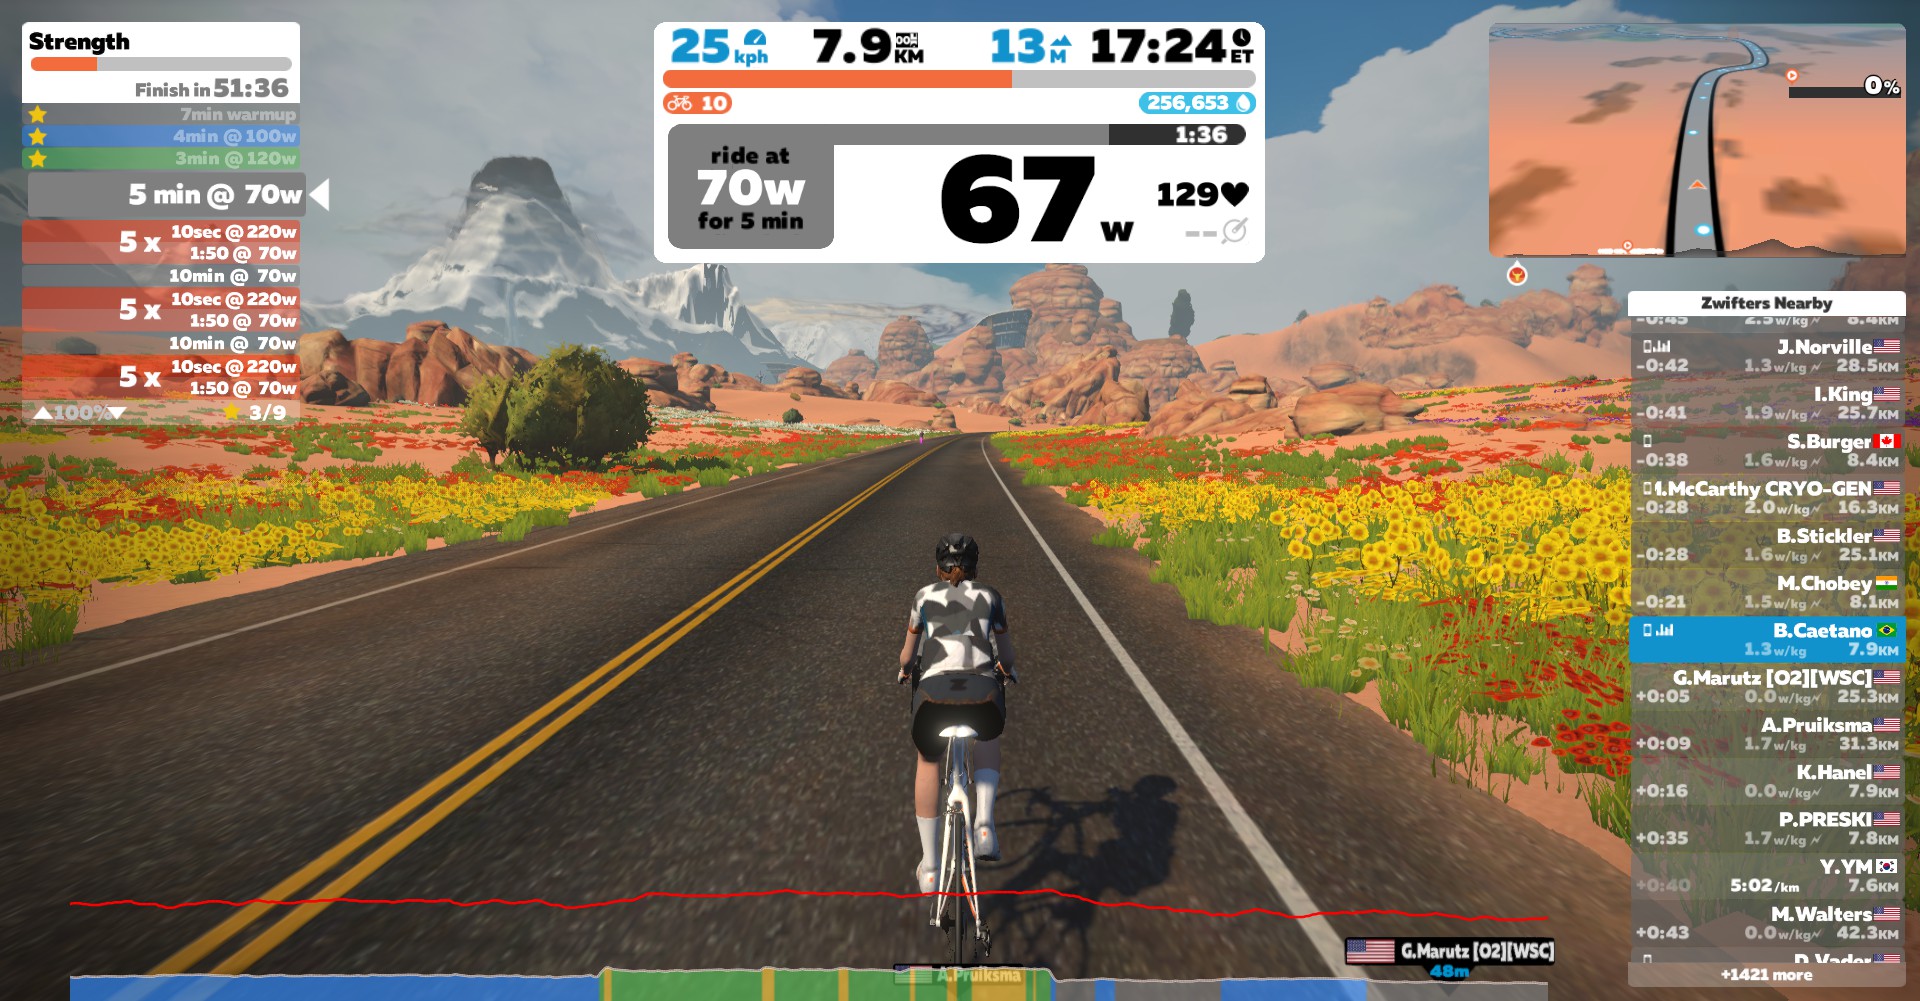 Strength
Finish in 51:36
7min warmup
4min @ 100w
3min @ 120w
5 min @ 70w
5 x
10sec @ 220w
1:50 @ 70w
10min @ 70w
5 x
10sec @ 220w
1:50 @ 70w
10min @ 70w
5 x
10sec @ 220w
1:50 @ 70w
100%
3/9
25 kph 7.9 KM 13 M 17:24 ET
10
256,653
1:36
ride at
70w
for 5 min
67 w
129
--
0%
Zwifters Nearby
-0:45 2.5 w/kg 8.4KM
J.Norville
-0:42 1.3 w/kg 28.5KM
I.King
-0:41 1.9 w/kg 25.7KM
S.Burger
-0:38 1.6 w/kg 8.4KM
McCarthy CRYO-GEN
-0:28 2.0 w/kg 16.3KM
B.Stickler
-0:28 1.6 w/kg 25.1KM
M.Chobey
-0:21 1.5 w/kg 8.1KM
B.Caetano
1.3 w/kg 7.9KM
G.Marutz [O2][WSC]
+0:05 0.0 w/kg 25.3KM
A.Pruiksma
+0:09 1.7 w/kg 31.3KM
K.Hanel
+0:16 0.0 w/kg 7.9KM
P.PRESKI
+0:35 1.7 w/kg 7.8KM
Y.YM
+0:40 5:02 /km 7.6KM
M.Walters
+0:43 0.0 w/kg 42.3KM
D.Vader
+1421 more
G.Marutz [O2][WSC]
48m
A.Pruiksma